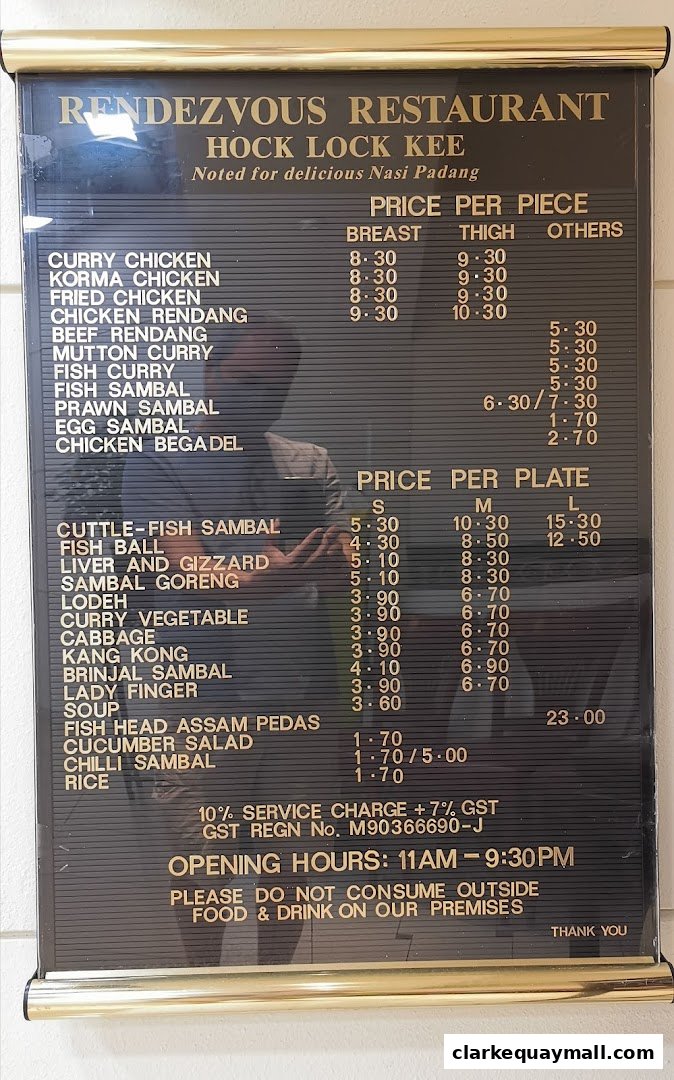 RENDEZVOUS RESTAURANT
HOCK LOCK KEE
Noted for delicious Nasi Padang
PRICE PER PIECE
BREAST THIGH OTHERS
CURRY CHICKEN 8·30 9·30
KORMA CHICKEN 8·30 9·30
FRIED CHICKEN 8·30 9·30
CHICKEN RENDANG 9·30 10·30
BEEF RENDANG 5·30
MUTTON CURRY 5·30
FISH CURRY 5·30
FISH SAMBAL 5·30
PRAWN SAMBAL 6·30/7·30
EGG SAMBAL 1·70
CHICKEN BEGADEL 2·70
PRICE PER PLATE
S M L
CUTTLE-FISH SAMBAL 5·30 10·30 15·30
FISH BALL 4·30 8·50 12·50
LIVER AND GIZZARD 5·10 8·30
SAMBAL GORENG 5·10 8·30
LODEH 3·90 6·70
CURRY VEGETABLE 3·90 6·70
CABBAGE 3·90 6·70
KANG KONG 3·90 6·70
BRINJAL SAMBAL 4·10 6·90
LADY FINGER 3·90 6·70
SOUP 3·60
FISH HEAD ASSAM PEDAS 23·00
CUCUMBER SALAD 1·70
CHILLI SAMBAL 1·70/5·00
RICE 1·70
10% SERVICE CHARGE + 7% GST
GST REGN No. M90366690-J
OPENING HOURS: 11AM – 9:30PM
PLEASE DO NOT CONSUME OUTSIDE
FOOD & DRINK ON OUR PREMISES
THANK YOU
clarkequaymall.com